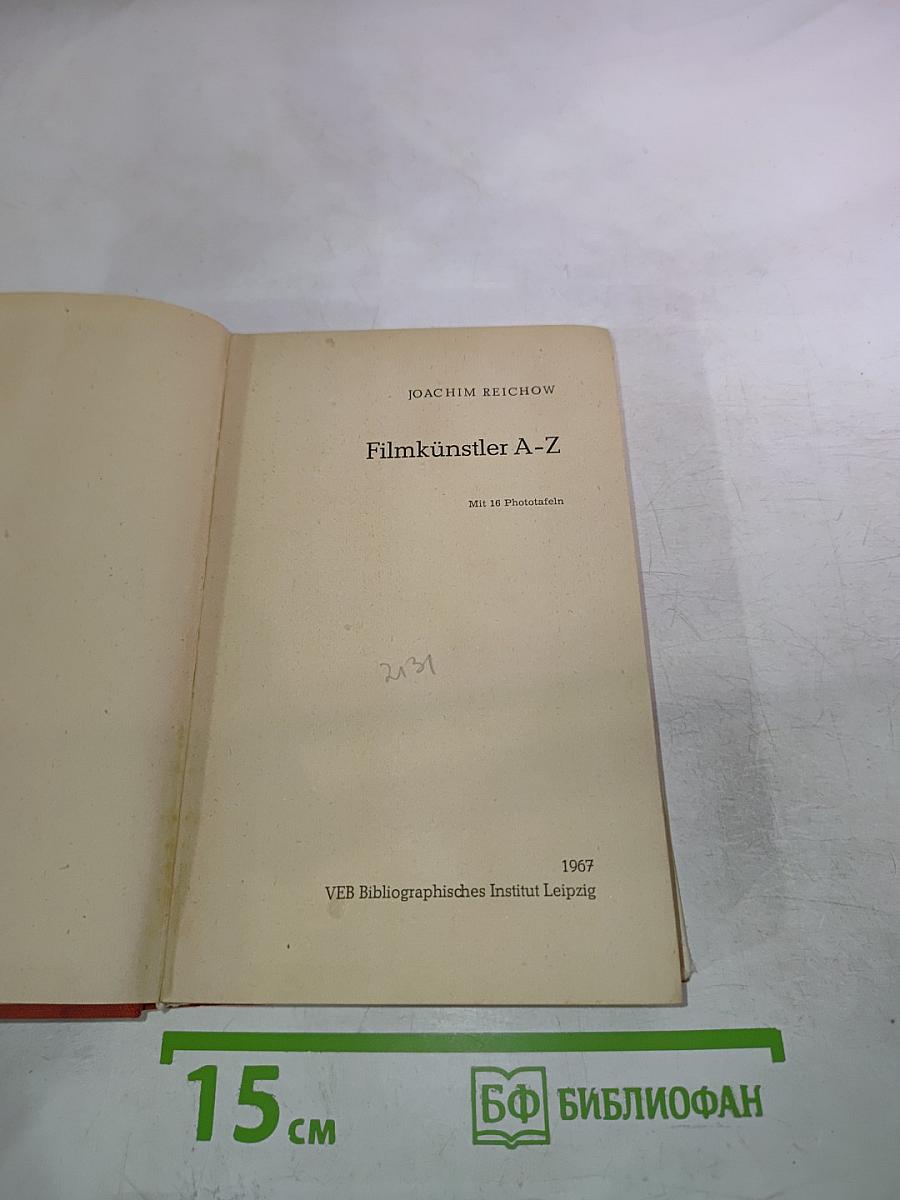 JOACHIM REICHOW
Filmkünstler A-Z
Mit 16 Phototafeln
2131
1967
VEB Bibliographisches Institut Leipzig
15 см
БФ БИБЛИОФАН